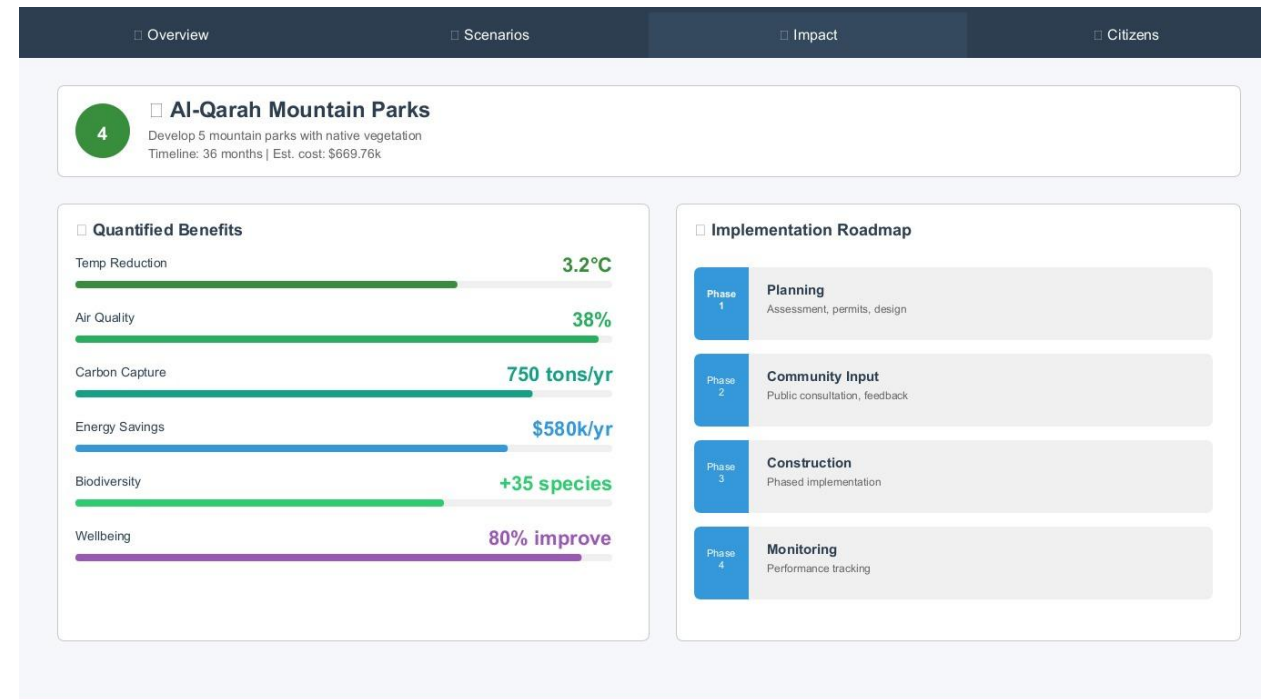 Overview
Scenarios
Impact
Citizens
4
Al-Qarah Mountain Parks
Develop 5 mountain parks with native vegetation
Timeline: 36 months | Est. cost: $669.76k
Quantified Benefits
Temp Reduction
3.2°C
Air Quality
38%
Carbon Capture
750 tons/yr
Energy Savings
$580k/yr
Biodiversity
+35 species
Wellbeing
80% improve
Implementation Roadmap
Phase
1
Planning
Assessment, permits, design
Phase
2
Community Input
Public consultation, feedback
Phase
3
Construction
Phased implementation
Phase
4
Monitoring
Performance tracking